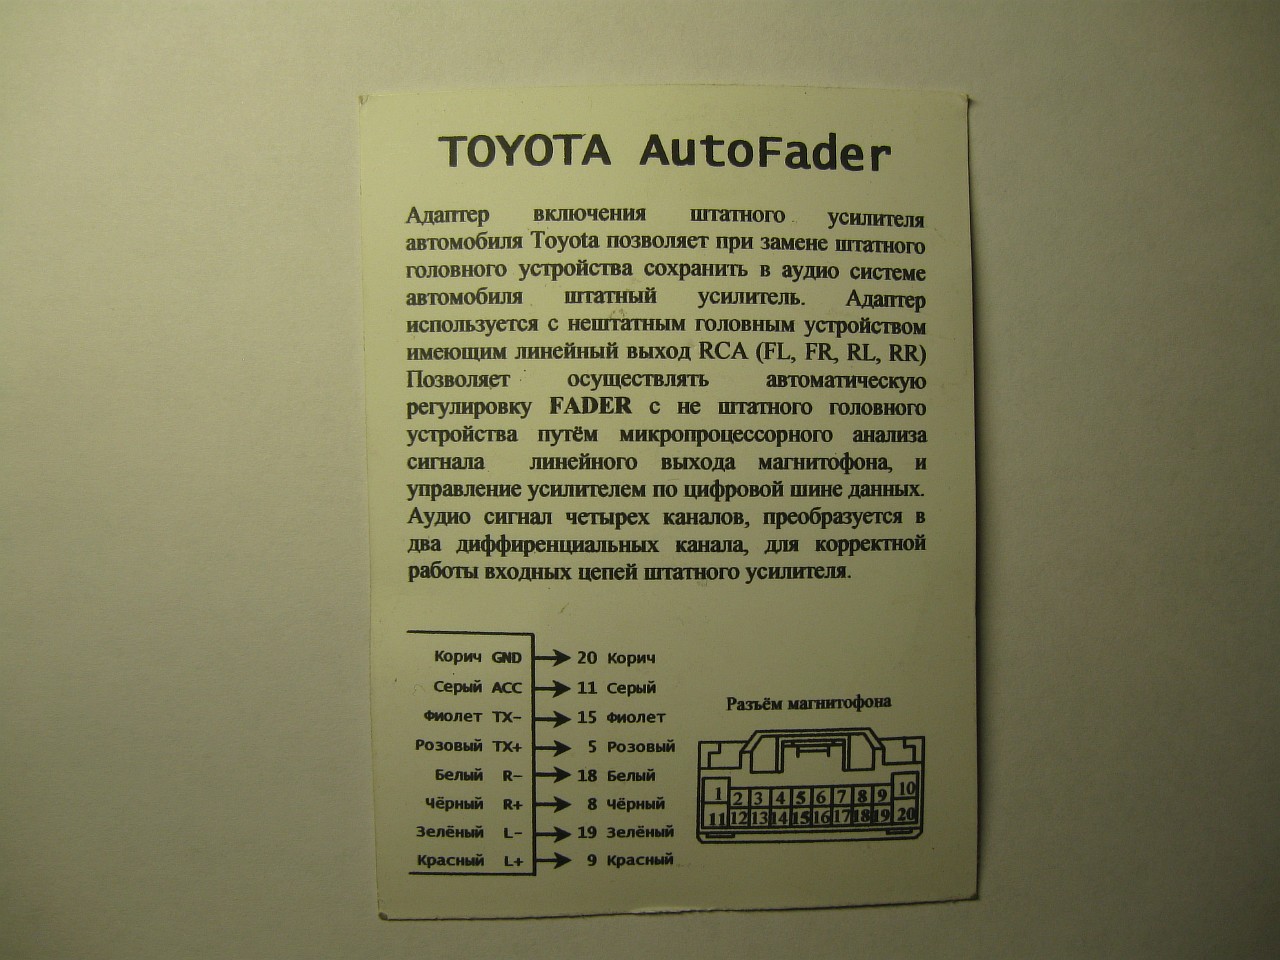 TOYOTA AutoFader
Адаптер включения штатного усилителя
автомобиля Toyota позволяет при замене штатного
головного устройства сохранить в аудио системе
автомобиля штатный усилитель. Адаптер
используется с нештатным головным устройством
имеющим линейный выход RCA (FL, FR, RL, RR)
Позволяет осуществлять автоматическую
регулировку FADER с не штатного головного
устройства путём микропроцессорного анализа
сигнала линейного выхода магнитофона, и
управление усилителем по цифровой шине данных.
Аудио сигнал четырех каналов, преобразуется в
два диффиренциальных канала, для корректной
работы входных цепей штатного усилителя.
Корич GND 20 Корич
Серый ACC 11 Серый
Фиолет TX- 15 Фиолет
Розовый TX+ 5 Розовый
Белый R- 18 Белый
Чёрный R+ 8 Чёрный
Зелёный L- 19 Зелёный
Красный L+ 9 Красный
Разъём магнитофона
1 2 3 4 5 6 7 8 9 10
11 12 13 14 15 16 17 18 19 20